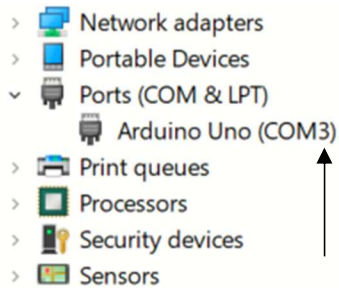 Network adapters
Portable Devices
Ports (COM & LPT)
Arduino Uno (COM3)
Print queues
Processors
Security devices
Sensors